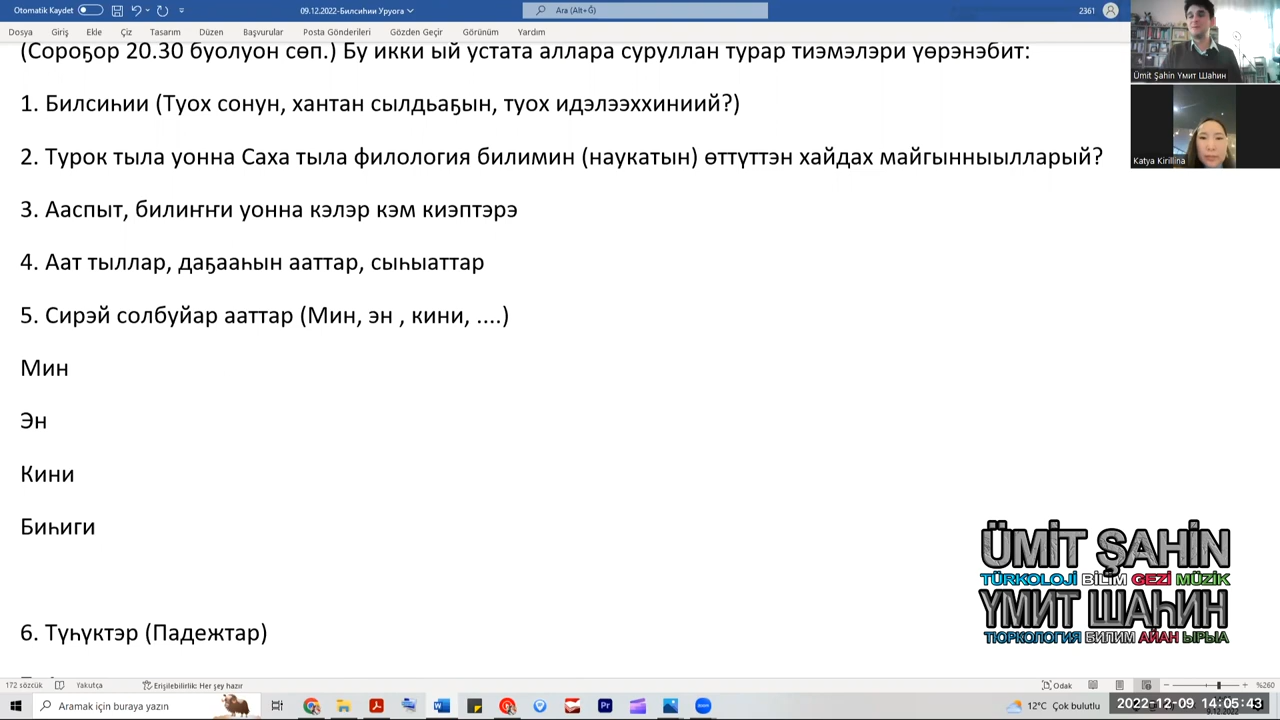 Otomatik Kaydet
09.12.2022-Билсиһии Уруога
Ara (Alt+G)
2361
Dosya Giriş Ekle Çiz Tasarım Düzen Başvurular Posta Gönderileri Gözden Geçir Görünüm Yardım
(Сороҕор 20.30 буолуон сөп.) Бу икки ый устата аллара суруллан турар тиэмэлэри үөрэнэбит:
1. Билсиһии (Туох сонун, хантан сылдьаҕын, туох идэлээххиниий?)
2. Турок тыла уонна Саха тыла филология билимин (наукатын) өттүттэн хайдах майгынныылларый?
3. Ааспыт, билиҥҥи уонна кэлэр кэм киэптэрэ
4. Аат тыллар, даҕааһын ааттар, сыһыаттар
5. Сирэй солбуйар ааттар (Мин, эн , кини, ....)
Мин
Эн
Кини
Биһиги
6. Түһүктэр (Падежтар)
Ümit Şahin Үмит Шаһин
Katya Kirillina
ÜMİT ŞAHİN
TÜRKOLOJI BİLİM GEZİ MÜZİK
ҮМИТ ШАҺИН
ТЮРКОЛОГИЯ БИЛИМ АЙАН ЫРЫА
172 sözcük Yakutça Erişilebilirlik: Her şey hazır
Odak %260
Aramak için buraya yazın
12°C Çok bulutlu
2022-12-09 14:05:43